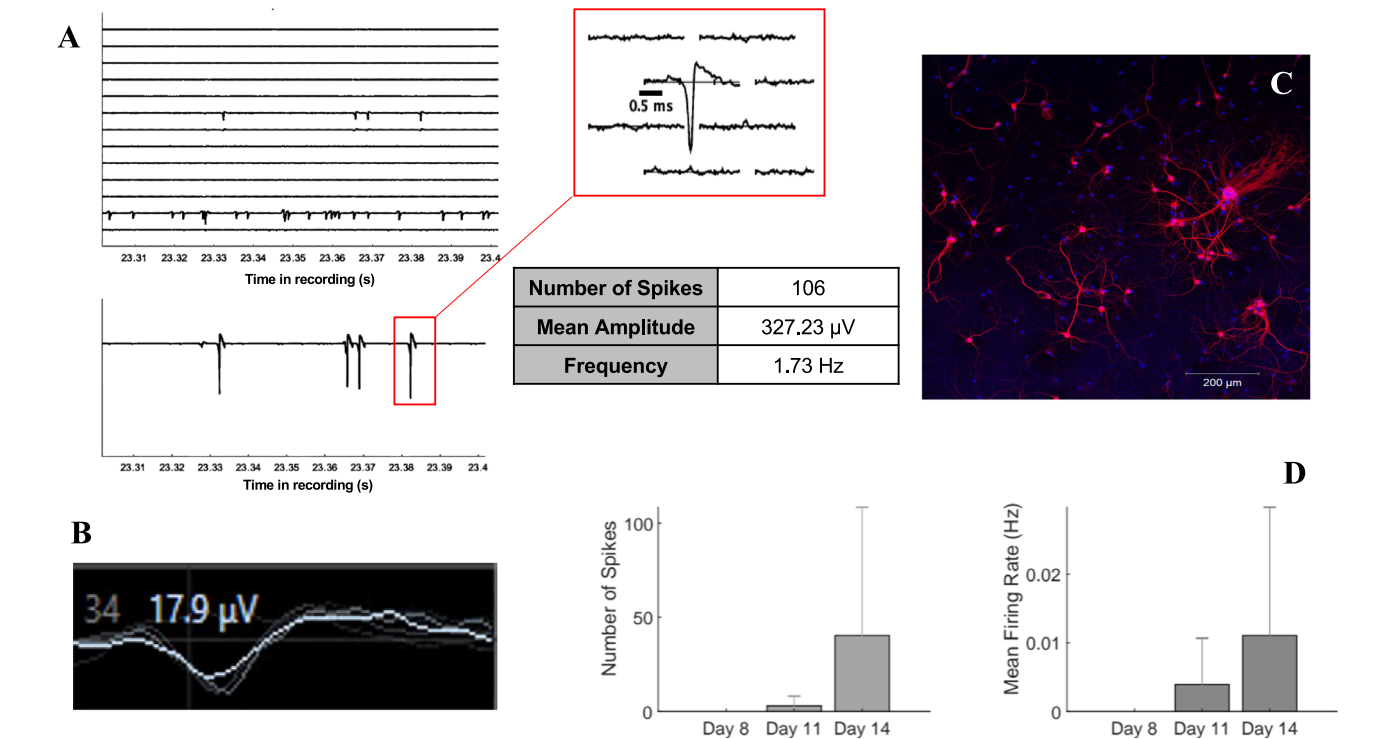 A
23.31 23.32 23.33 23.34 23.35 23.36 23.37 23.38 23.39 23.4
Time in recording (s)
0.5 ms
23.31 23.32 23.33 23.34 23.35 23.36 23.37 23.38 23.39 23.4
Time in recording (s)
Number of Spikes 106
Mean Amplitude 327.23 µV
Frequency 1.73 Hz
C
200 µm
B
34 17.9 µV
D
Number of Spikes
100
50
0
Day 8 Day 11 Day 14
Mean Firing Rate (Hz)
0.02
0.01
0
Day 8 Day 11 Day 14